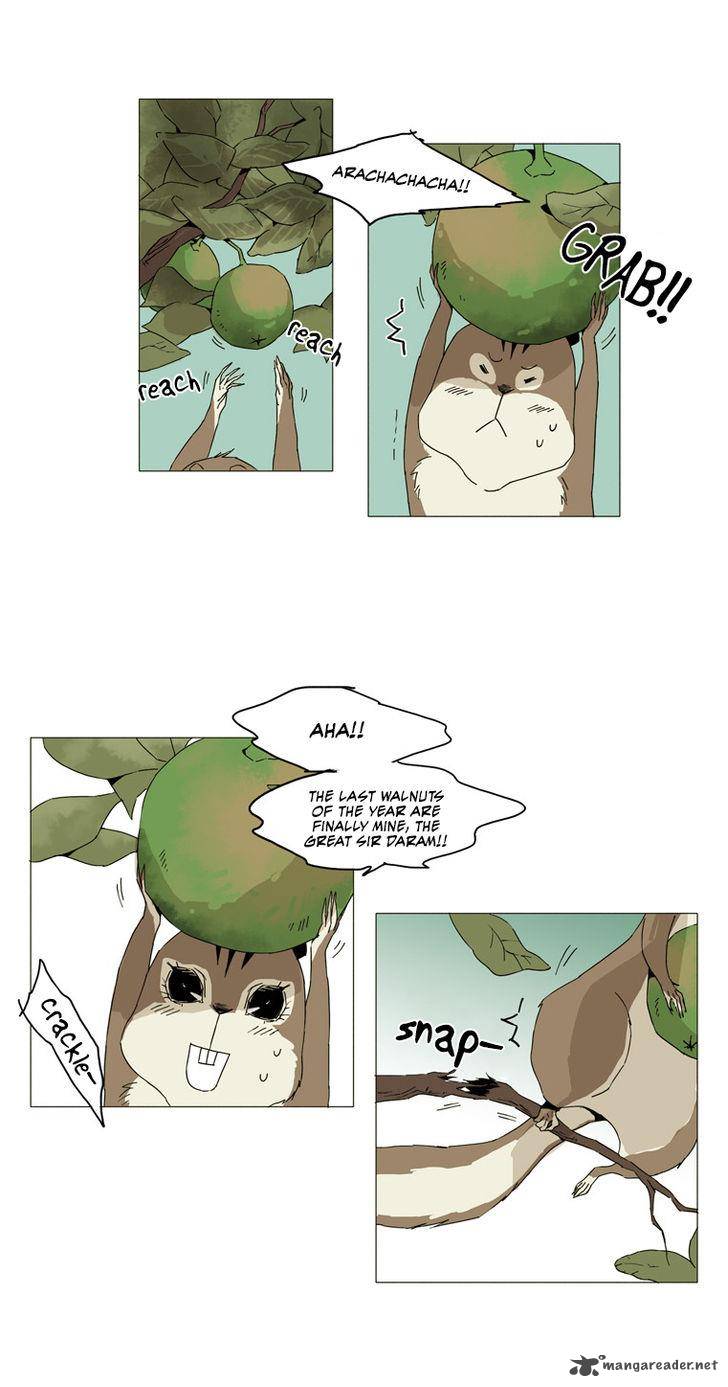 ARACHACHACHA!!
reach
reach
GRAB!!
AHA!!
THE LAST WALNUTS
OF THE YEAR ARE
FINALLY MINE, THE
GREAT SIR DARAM!!
crackle-
snap-
mangareader.net